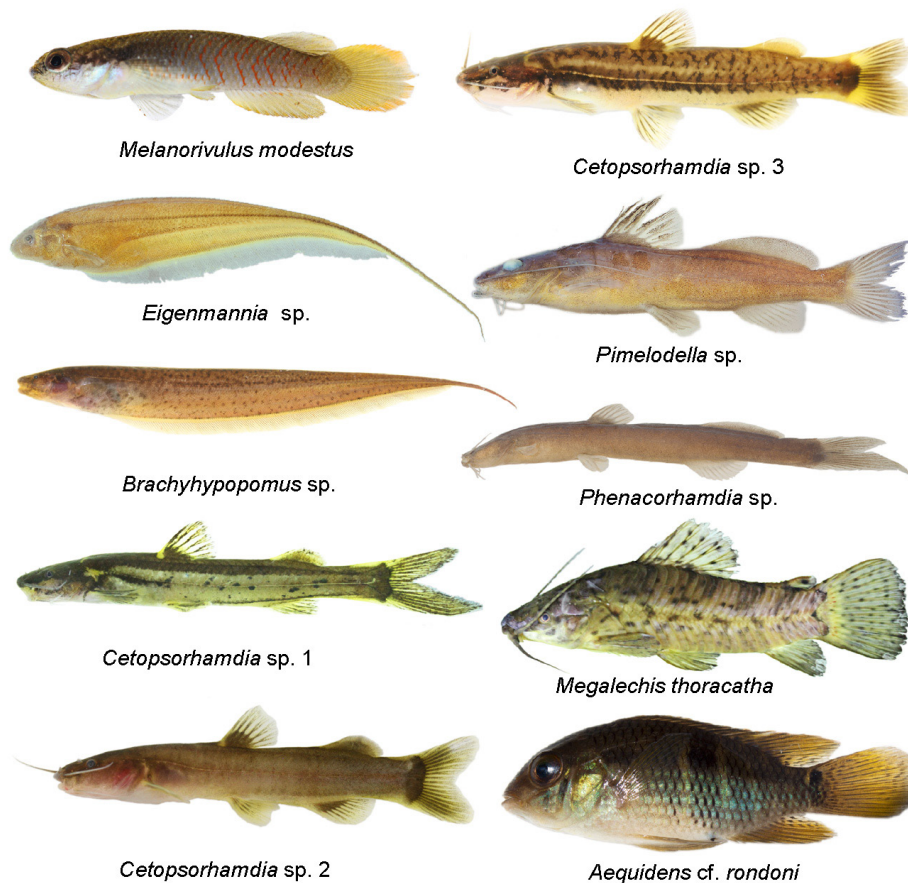 Melanorivulus modestus
Cetopsorhamdia sp. 3
Eigenmannia sp.
Pimelodella sp.
Brachyhypopomus sp.
Phenacorhamdia sp.
Cetopsorhamdia sp. 1
Megalechis thoracatha
Cetopsorhamdia sp. 2
Aequidens cf. rondoni